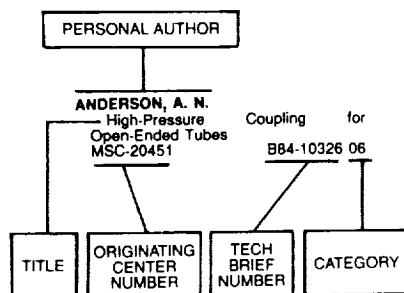 PERSONAL AUTHOR
ANDERSON, A. N.
High-Pressure Coupling for
Open-Ended Tubes
MSC-20451 B84-10326 06
TITLE
ORIGINATING
CENTER
NUMBER
TECH
BRIEF
NUMBER
CATEGORY